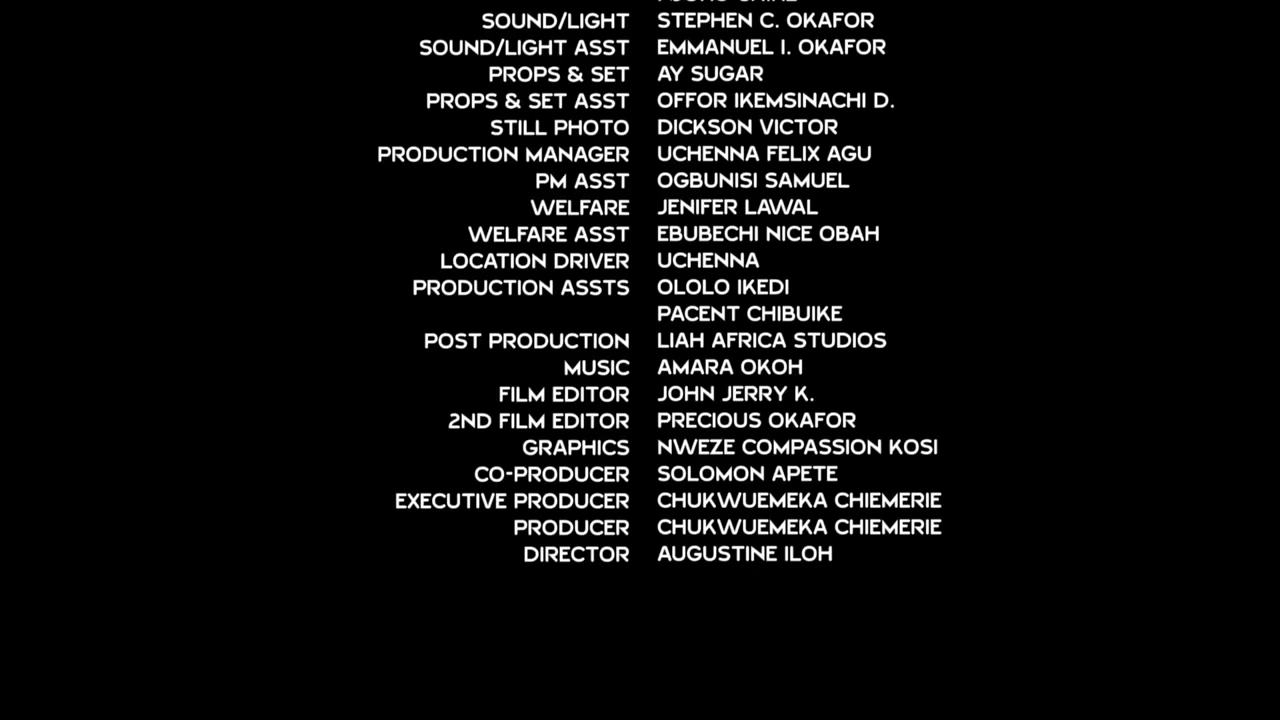 SOUND/LIGHT STEPHEN C. OKAFOR
SOUND/LIGHT ASST EMMANUEL I. OKAFOR
PROPS & SET AY SUGAR
PROPS & SET ASST OFFOR IKEMSINACHI D.
STILL PHOTO DICKSON VICTOR
PRODUCTION MANAGER UCHENNA FELIX AGU
PM ASST OGBUNISI SAMUEL
WELFARE JENIFER LAWAL
WELFARE ASST EBUBECHI NICE OBAH
LOCATION DRIVER UCHENNA
PRODUCTION ASSTS OLOLO IKEDI
PACENT CHIBUIKE
POST PRODUCTION LIAH AFRICA STUDIOS
MUSIC AMARA OKOH
FILM EDITOR JOHN JERRY K.
2ND FILM EDITOR PRECIOUS OKAFOR
GRAPHICS NWEZE COMPASSION KOSI
CO-PRODUCER SOLOMON APETE
EXECUTIVE PRODUCER CHUKWUEMEKA CHIEMERIE
PRODUCER CHUKWUEMEKA CHIEMERIE
DIRECTOR AUGUSTINE ILOH